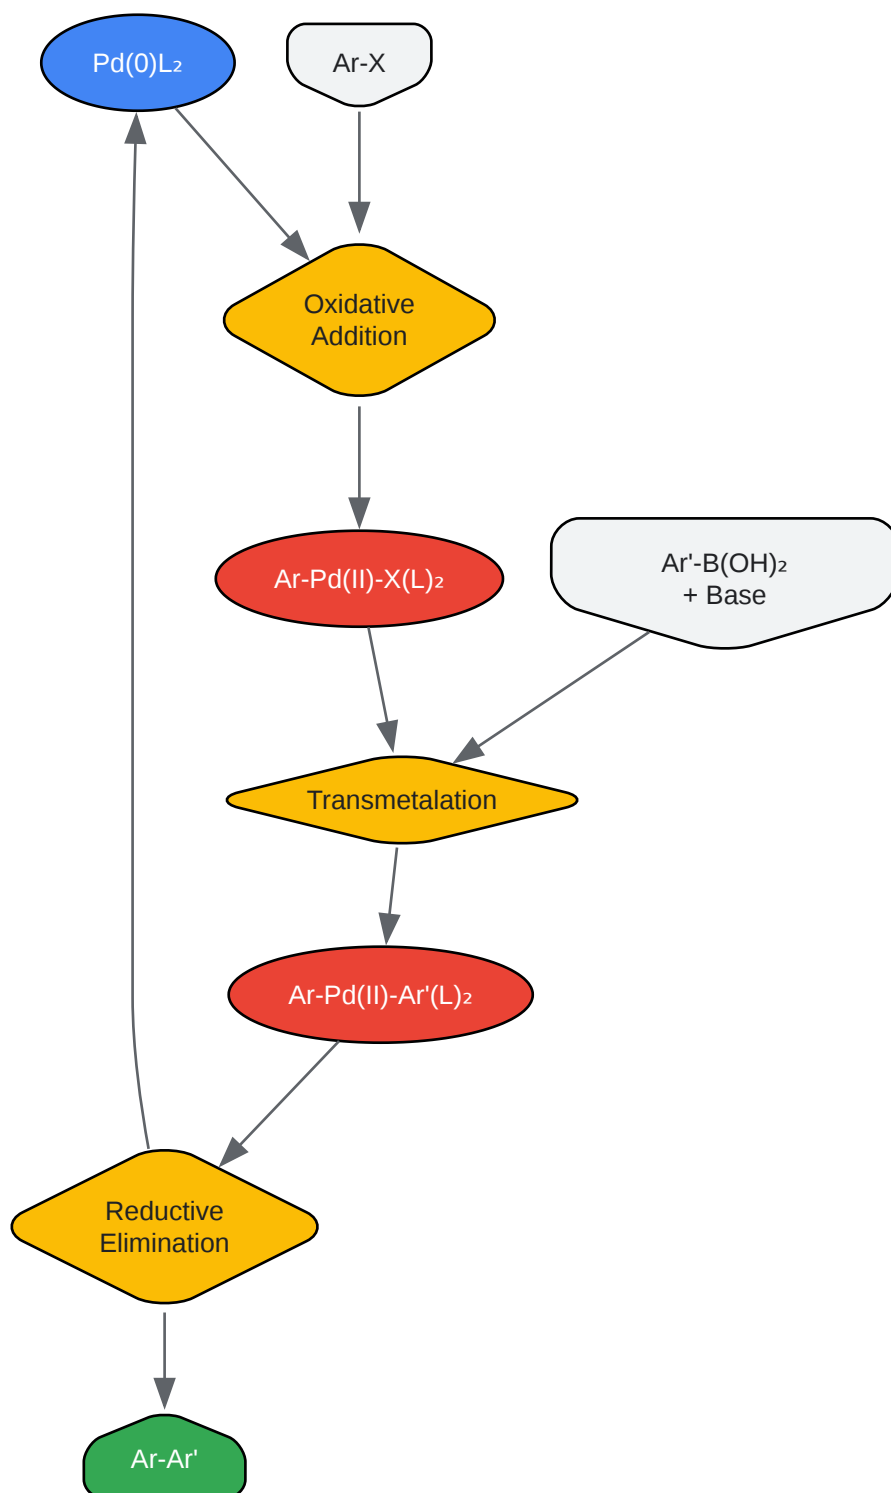 Pd(0)L₂
Ar-X
Oxidative
Addition
Ar-Pd(II)-X(L)₂
Ar'-B(OH)₂
+ Base
Transmetalation
Ar-Pd(II)-Ar'(L)₂
Reductive
Elimination
Ar-Ar'